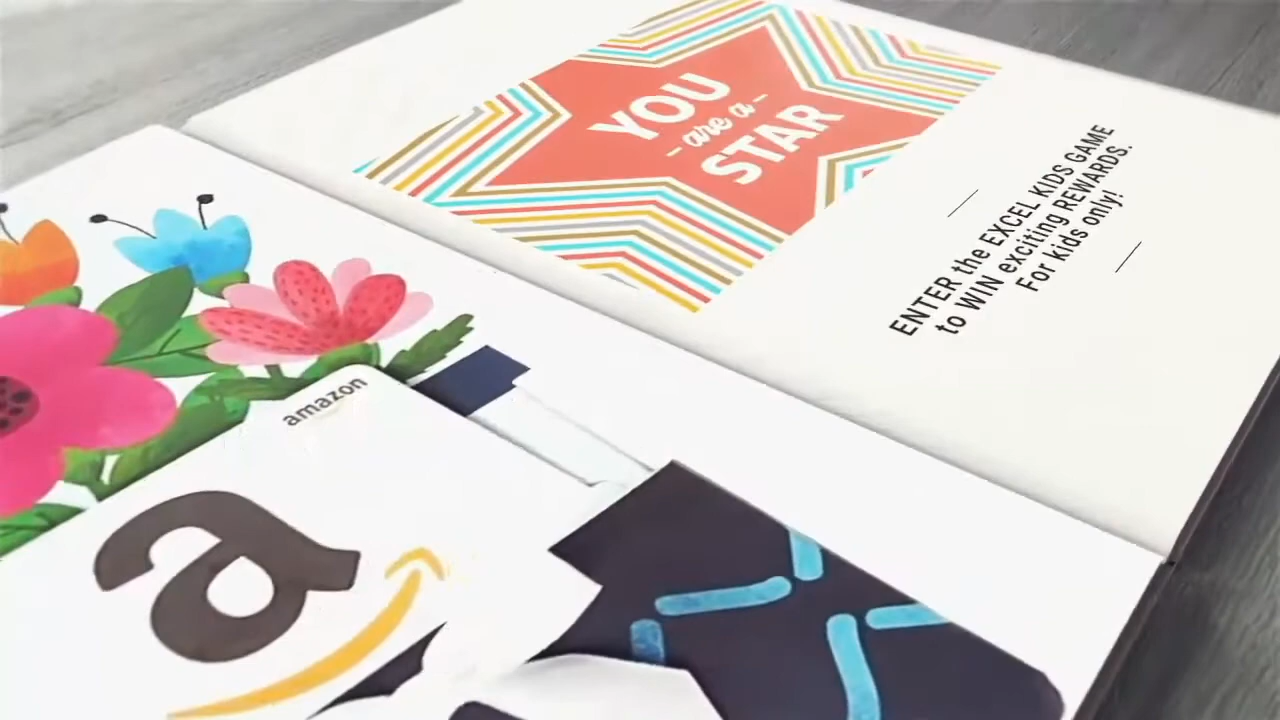 YOU
- are a -
STAR
ENTER the EXCEL KIDS GAME
to WIN exciting REWARDS.
For kids only!
amazon
a